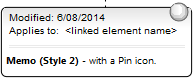 Modified: 6/08/2014
Applies to:  <linked element name>
Memo (Style 2) - with a Pin icon.